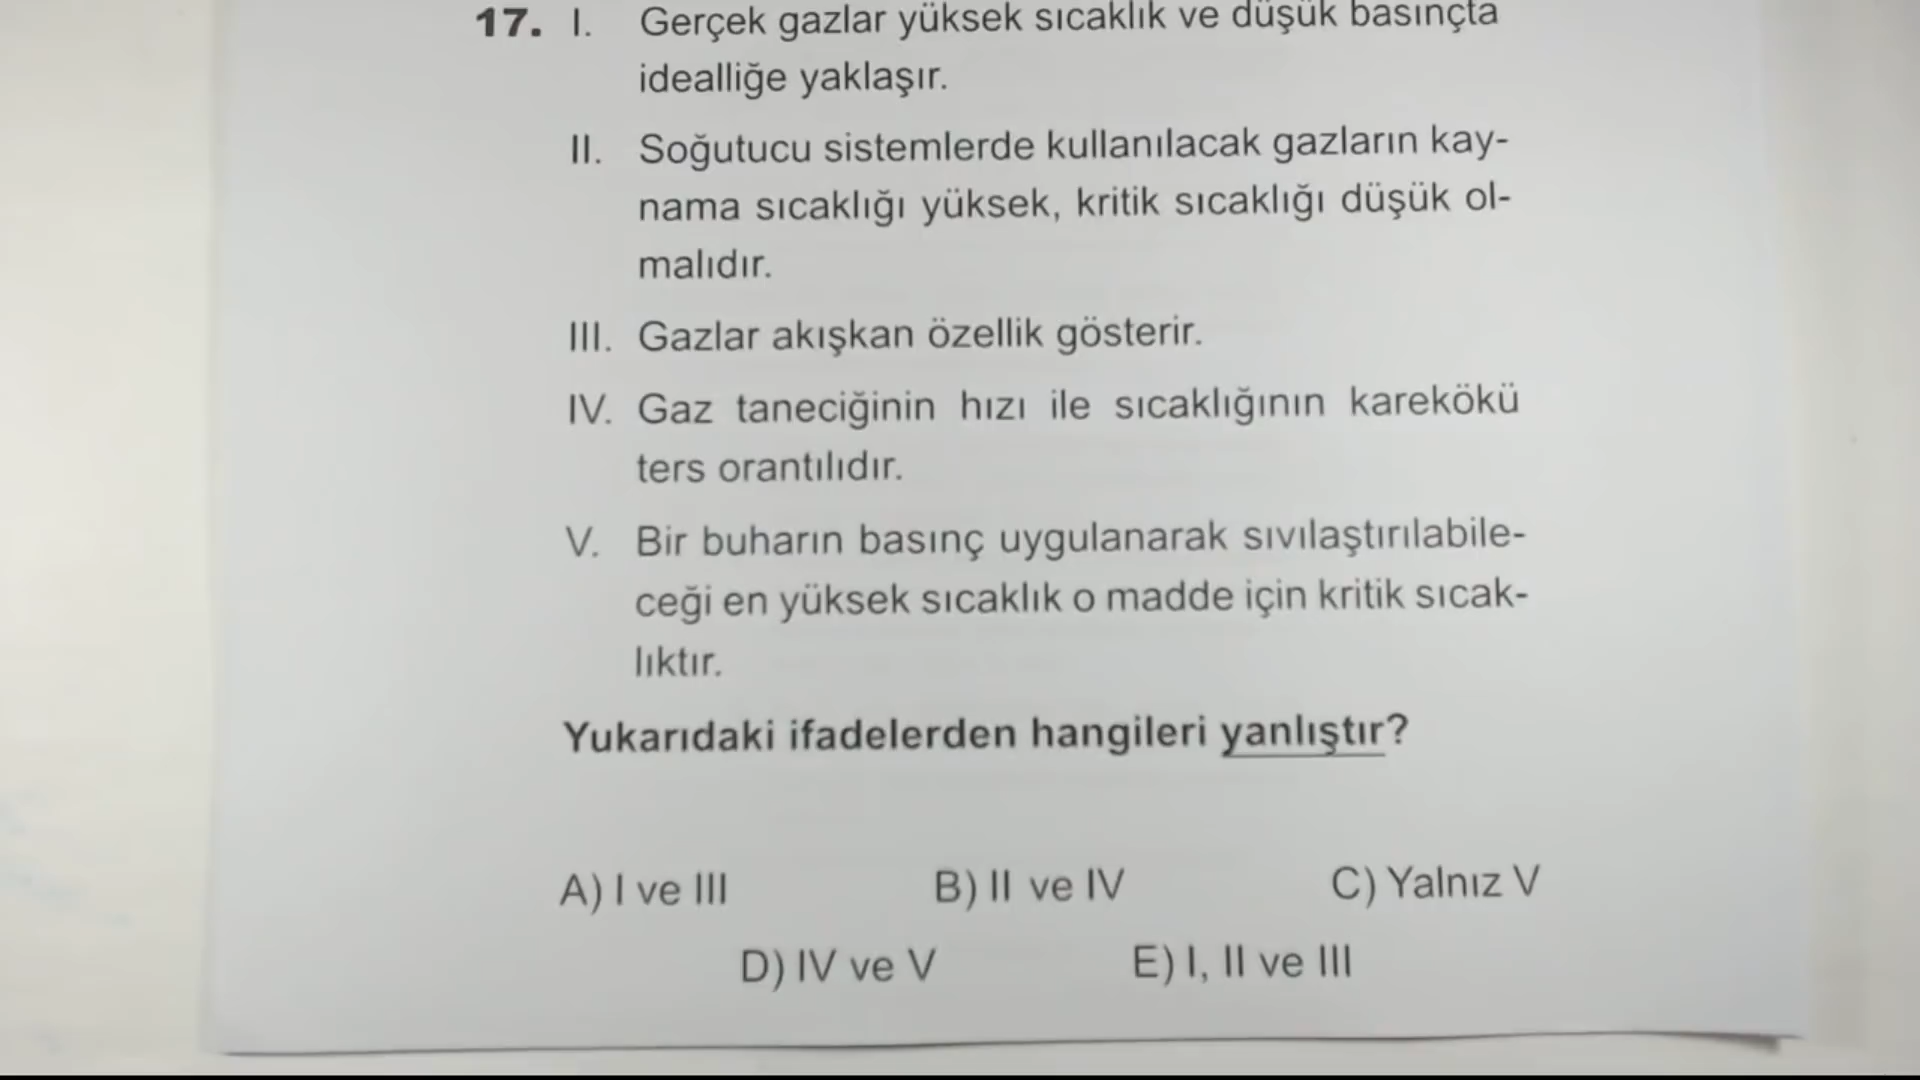 17. I. Gerçek gazlar yüksek sıcaklık ve düşük basınçta
idealliğe yaklaşır.
II. Soğutucu sistemlerde kullanılacak gazların kay-
nama sıcaklığı yüksek, kritik sıcaklığı düşük ol-
malıdır.
III. Gazlar akışkan özellik gösterir.
IV. Gaz taneciğinin hızı ile sıcaklığının karekökü
ters orantılıdır.
V. Bir buharın basınç uygulanarak sıvılaştırılabile-
ceği en yüksek sıcaklık o madde için kritik sıcak-
lıktır.
Yukarıdaki ifadelerden hangileri yanlıştır?
A) I ve III B) II ve IV C) Yalnız V
D) IV ve V E) I, II ve III